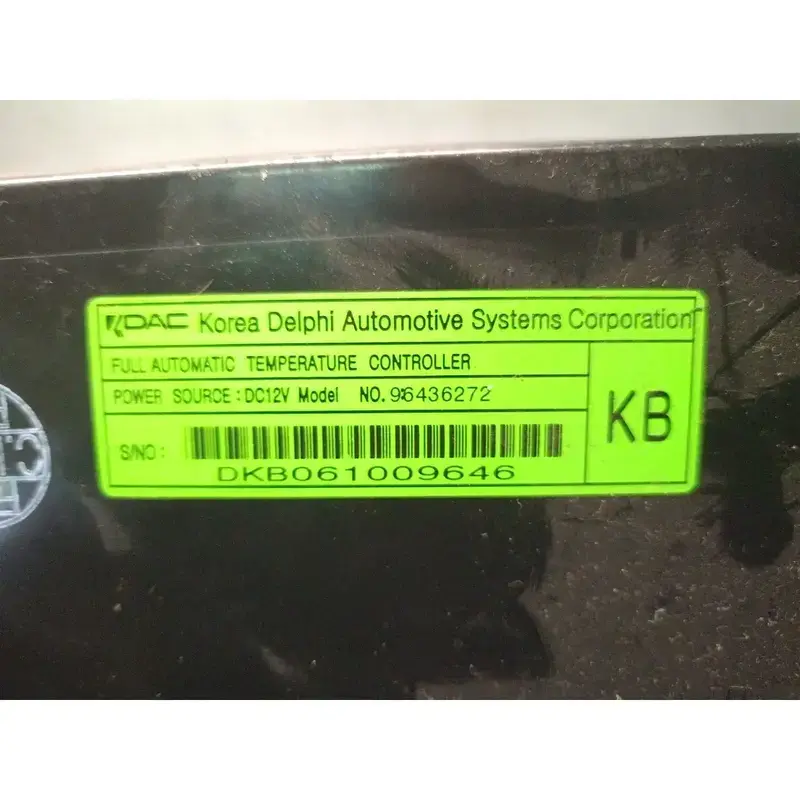 KDAC Korea Delphi Automotive Systems Corporation
FULL AUTOMATIC TEMPERATURE CONTROLLER
POWER SOURCE : DC12V Model NO. 96436272
KB
S/NO :
DKB061009646